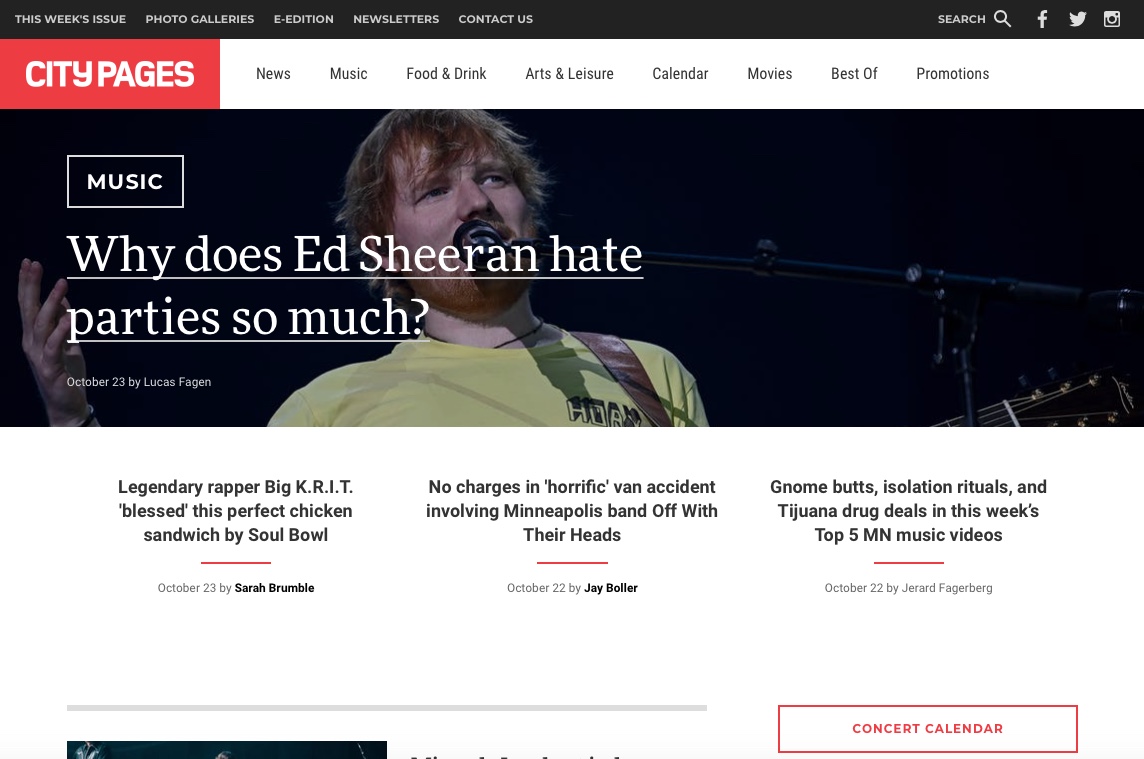 THIS WEEK'S ISSUE PHOTO GALLERIES E-EDITION NEWSLETTERS CONTACT US SEARCH
CITY PAGES News Music Food & Drink Arts & Leisure Calendar Movies Best Of Promotions
MUSIC
Why does Ed Sheeran hate
parties so much?
October 23 by Lucas Fagen
Legendary rapper Big K.R.I.T.
'blessed' this perfect chicken
sandwich by Soul Bowl
October 23 by Sarah Brumble
No charges in 'horrific' van accident
involving Minneapolis band Off With
Their Heads
October 22 by Jay Boller
Gnome butts, isolation rituals, and
Tijuana drug deals in this week’s
Top 5 MN music videos
October 22 by Jerard Fagerberg
CONCERT CALENDAR